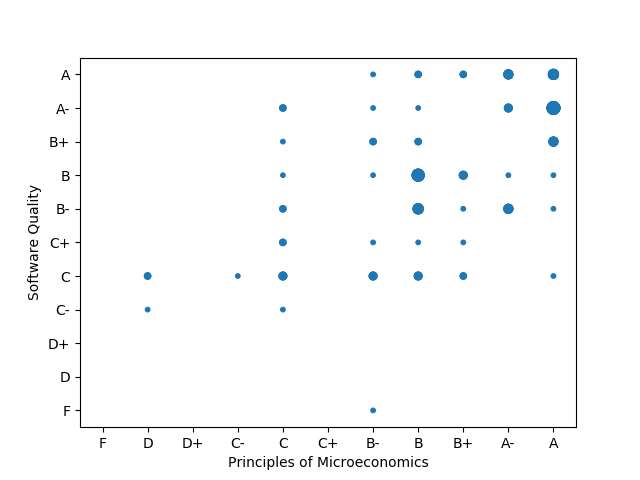 A
A-
B+
B
B-
C+
C
C-
D+
D
F
Software Quality
F D D+ C- C C+ B- B B+ A- A
Principles of Microeconomics